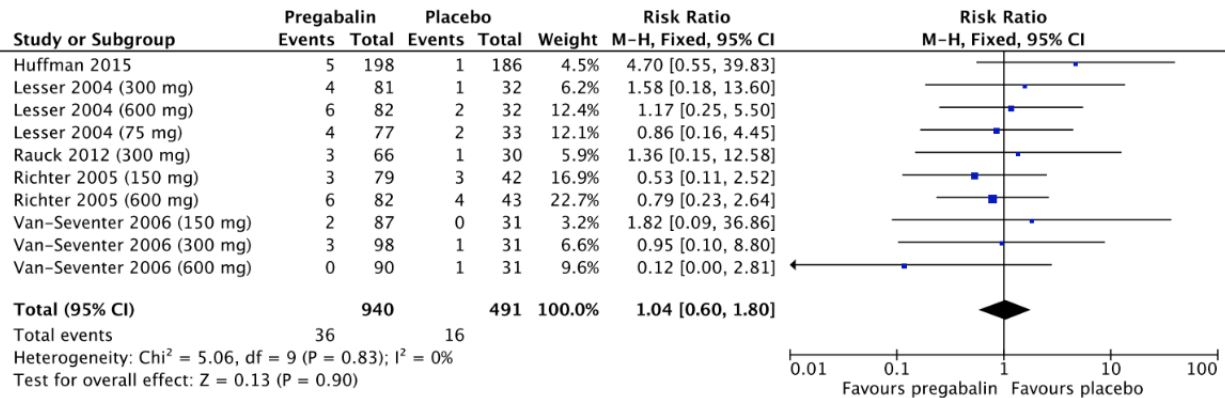 Pregabalin Placebo Risk Ratio Risk Ratio
Study or Subgroup Events Total Events Total Weight M-H, Fixed, 95% CI M-H, Fixed, 95% CI
Huffman 2015 5 198 1 186 4.5% 4.70 [0.55, 39.83]
Lesser 2004 (300 mg) 4 81 1 32 6.2% 1.58 [0.18, 13.60]
Lesser 2004 (600 mg) 6 82 2 32 12.4% 1.17 [0.25, 5.50]
Lesser 2004 (75 mg) 4 77 2 33 12.1% 0.86 [0.16, 4.45]
Rauck 2012 (300 mg) 3 66 1 30 5.9% 1.36 [0.15, 12.58]
Richter 2005 (150 mg) 3 79 3 42 16.9% 0.53 [0.11, 2.52]
Richter 2005 (600 mg) 6 82 4 43 22.7% 0.79 [0.23, 2.64]
Van-Seventer 2006 (150 mg) 2 87 0 31 3.2% 1.82 [0.09, 36.86]
Van-Seventer 2006 (300 mg) 3 98 1 31 6.6% 0.95 [0.10, 8.80]
Van-Seventer 2006 (600 mg) 0 90 1 31 9.6% 0.12 [0.00, 2.81]
Total (95% CI) 940 491 100.0% 1.04 [0.60, 1.80]
Total events 36 16
Heterogeneity: Chi² = 5.06, df = 9 (P = 0.83); I² = 0%
Test for overall effect: Z = 0.13 (P = 0.90)
0.01 0.1 1 10 100
Favours pregabalin Favours placebo